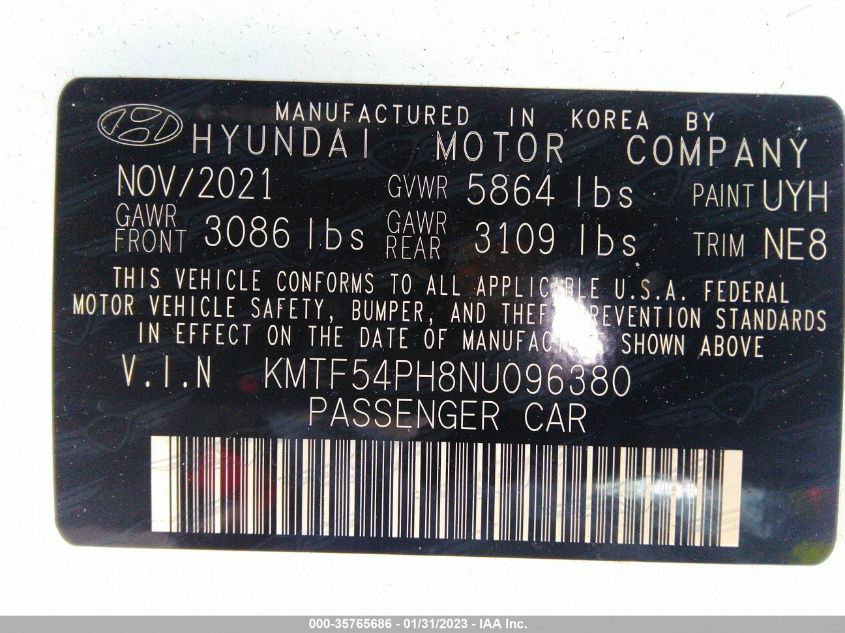 MANUFACTURED IN KOREA BY
HYUNDAI MOTOR COMPANY
NOV/2021 GVWR 5864 lbs PAINT UYH
GAWR FRONT 3086 lbs GAWR REAR 3109 lbs TRIM NE8
THIS VEHICLE CONFORMS TO ALL APPLICABLE U.S.A. FEDERAL
MOTOR VEHICLE SAFETY, BUMPER, AND THEFT PREVENTION STANDARDS
IN EFFECT ON THE DATE OF MANUFACTURE SHOWN ABOVE
V.I.N KMTF54PH8NU096380
PASSENGER CAR
000-35765686 - 01/31/2023 - IAA Inc.